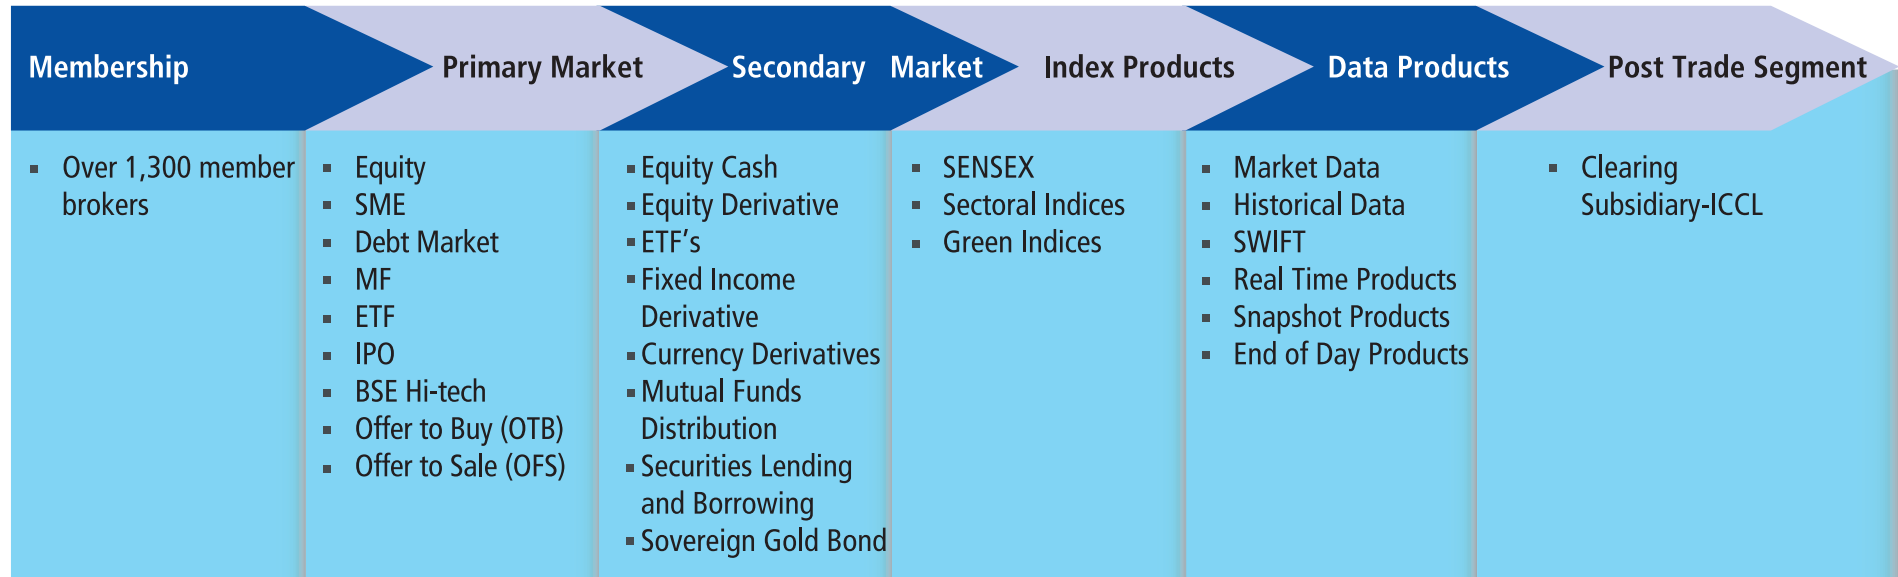 Membership
Primary Market
Secondary Market
Index Products
Data Products
Post Trade Segment
▪ Over 1,300 member
brokers
▪ Equity
▪ SME
▪ Debt Market
▪ MF
▪ ETF
▪ IPO
▪ BSE Hi-tech
▪ Offer to Buy (OTB)
▪ Offer to Sale (OFS)
▪ Equity Cash
▪ Equity Derivative
▪ ETF’s
▪ Fixed Income
Derivative
▪ Currency Derivatives
▪ Mutual Funds
Distribution
▪ Securities Lending
and Borrowing
▪ Sovereign Gold Bond
▪ SENSEX
▪ Sectoral Indices
▪ Green Indices
▪ Market Data
▪ Historical Data
▪ SWIFT
▪ Real Time Products
▪ Snapshot Products
▪ End of Day Products
▪ Clearing
Subsidiary-ICCL